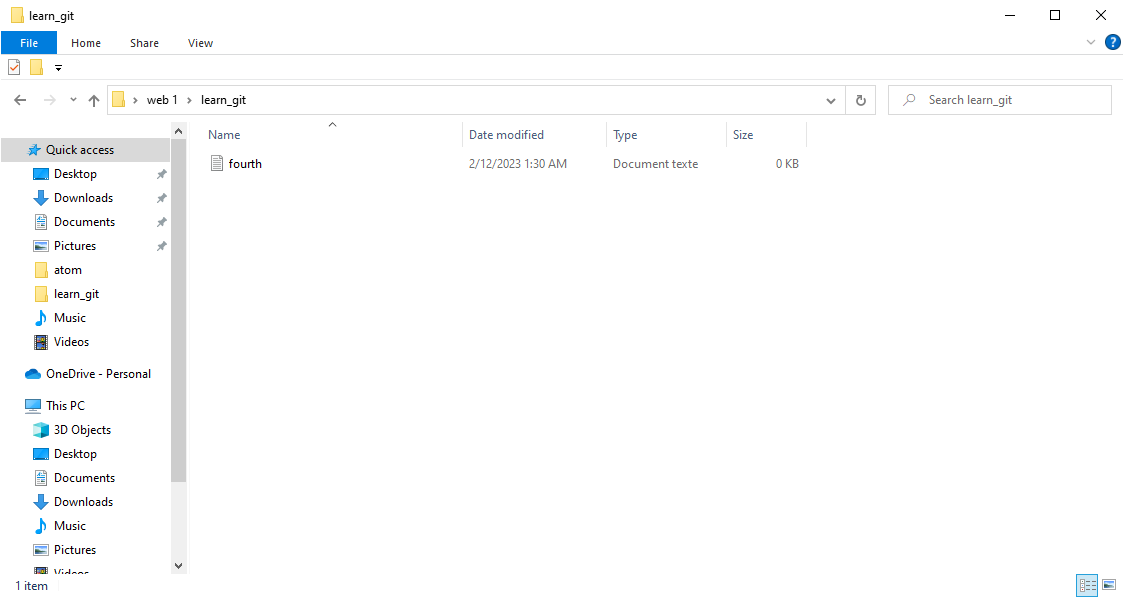 learn_git
File Home Share View
web 1 learn_git
Search learn_git
Name Date modified Type Size
fourth 2/12/2023 1:30 AM Document texte 0 KB
Quick access
Desktop
Downloads
Documents
Pictures
atom
learn_git
Music
Videos
OneDrive - Personal
This PC
3D Objects
Desktop
Documents
Downloads
Music
Pictures
Videos
1 item